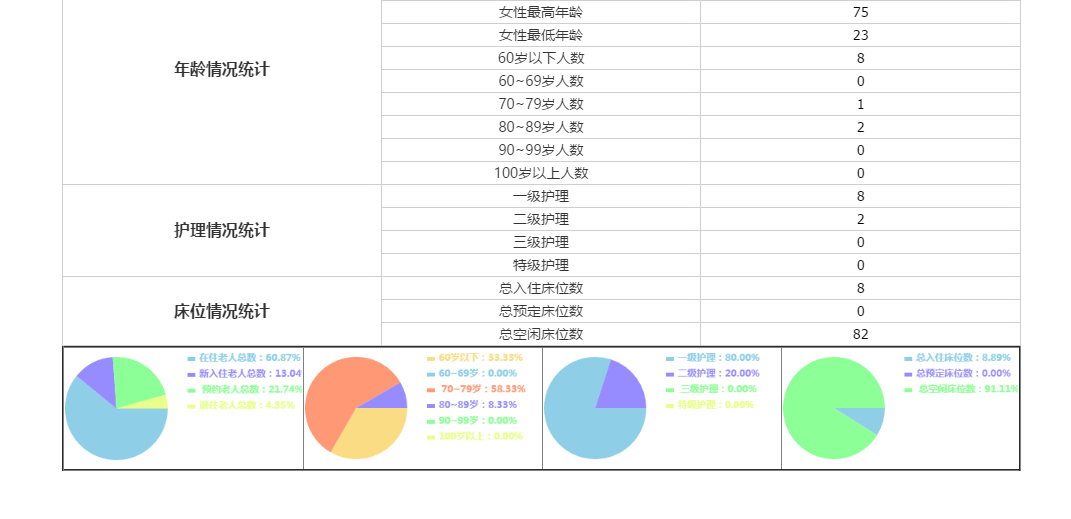 女性最高年龄 75
女性最低年龄 23
年龄情况统计
60岁以下人数 8
60~69岁人数 0
70~79岁人数 1
80~89岁人数 2
90~99岁人数 0
100岁以上人数 0
护理情况统计
一级护理 8
二级护理 2
三级护理 0
特级护理 0
床位情况统计
总入住床位数 8
总预定床位数 0
总空闲床位数 82
在住老人总数：60.87%
新入住老人总数：13.04
预约老人总数：21.74%
60岁以下：33.33%
60~69岁：0.00%
70~79岁：58.33%
80~89岁：8.33%
90~99岁：0.00%
100岁以上：0.00%
一级护理：80.00%
二级护理：20.00%
三级护理：0.00%
特级护理：0.00%
总入住床位数：8.89%
总预定床位数：0.00%
总空闲床位数：91.11%